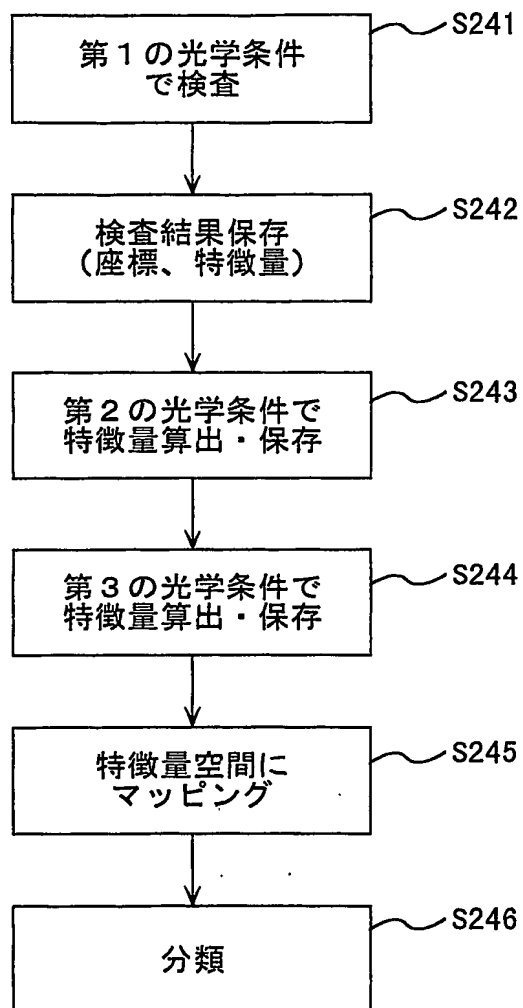 S241
第1の光学条件
で検査
S242
検査結果保存
(座標、特徴量)
S243
第2の光学条件で
特徴量算出・保存
S244
第3の光学条件で
特徴量算出・保存
S245
特徴量空間に
マッピング
S246
分類